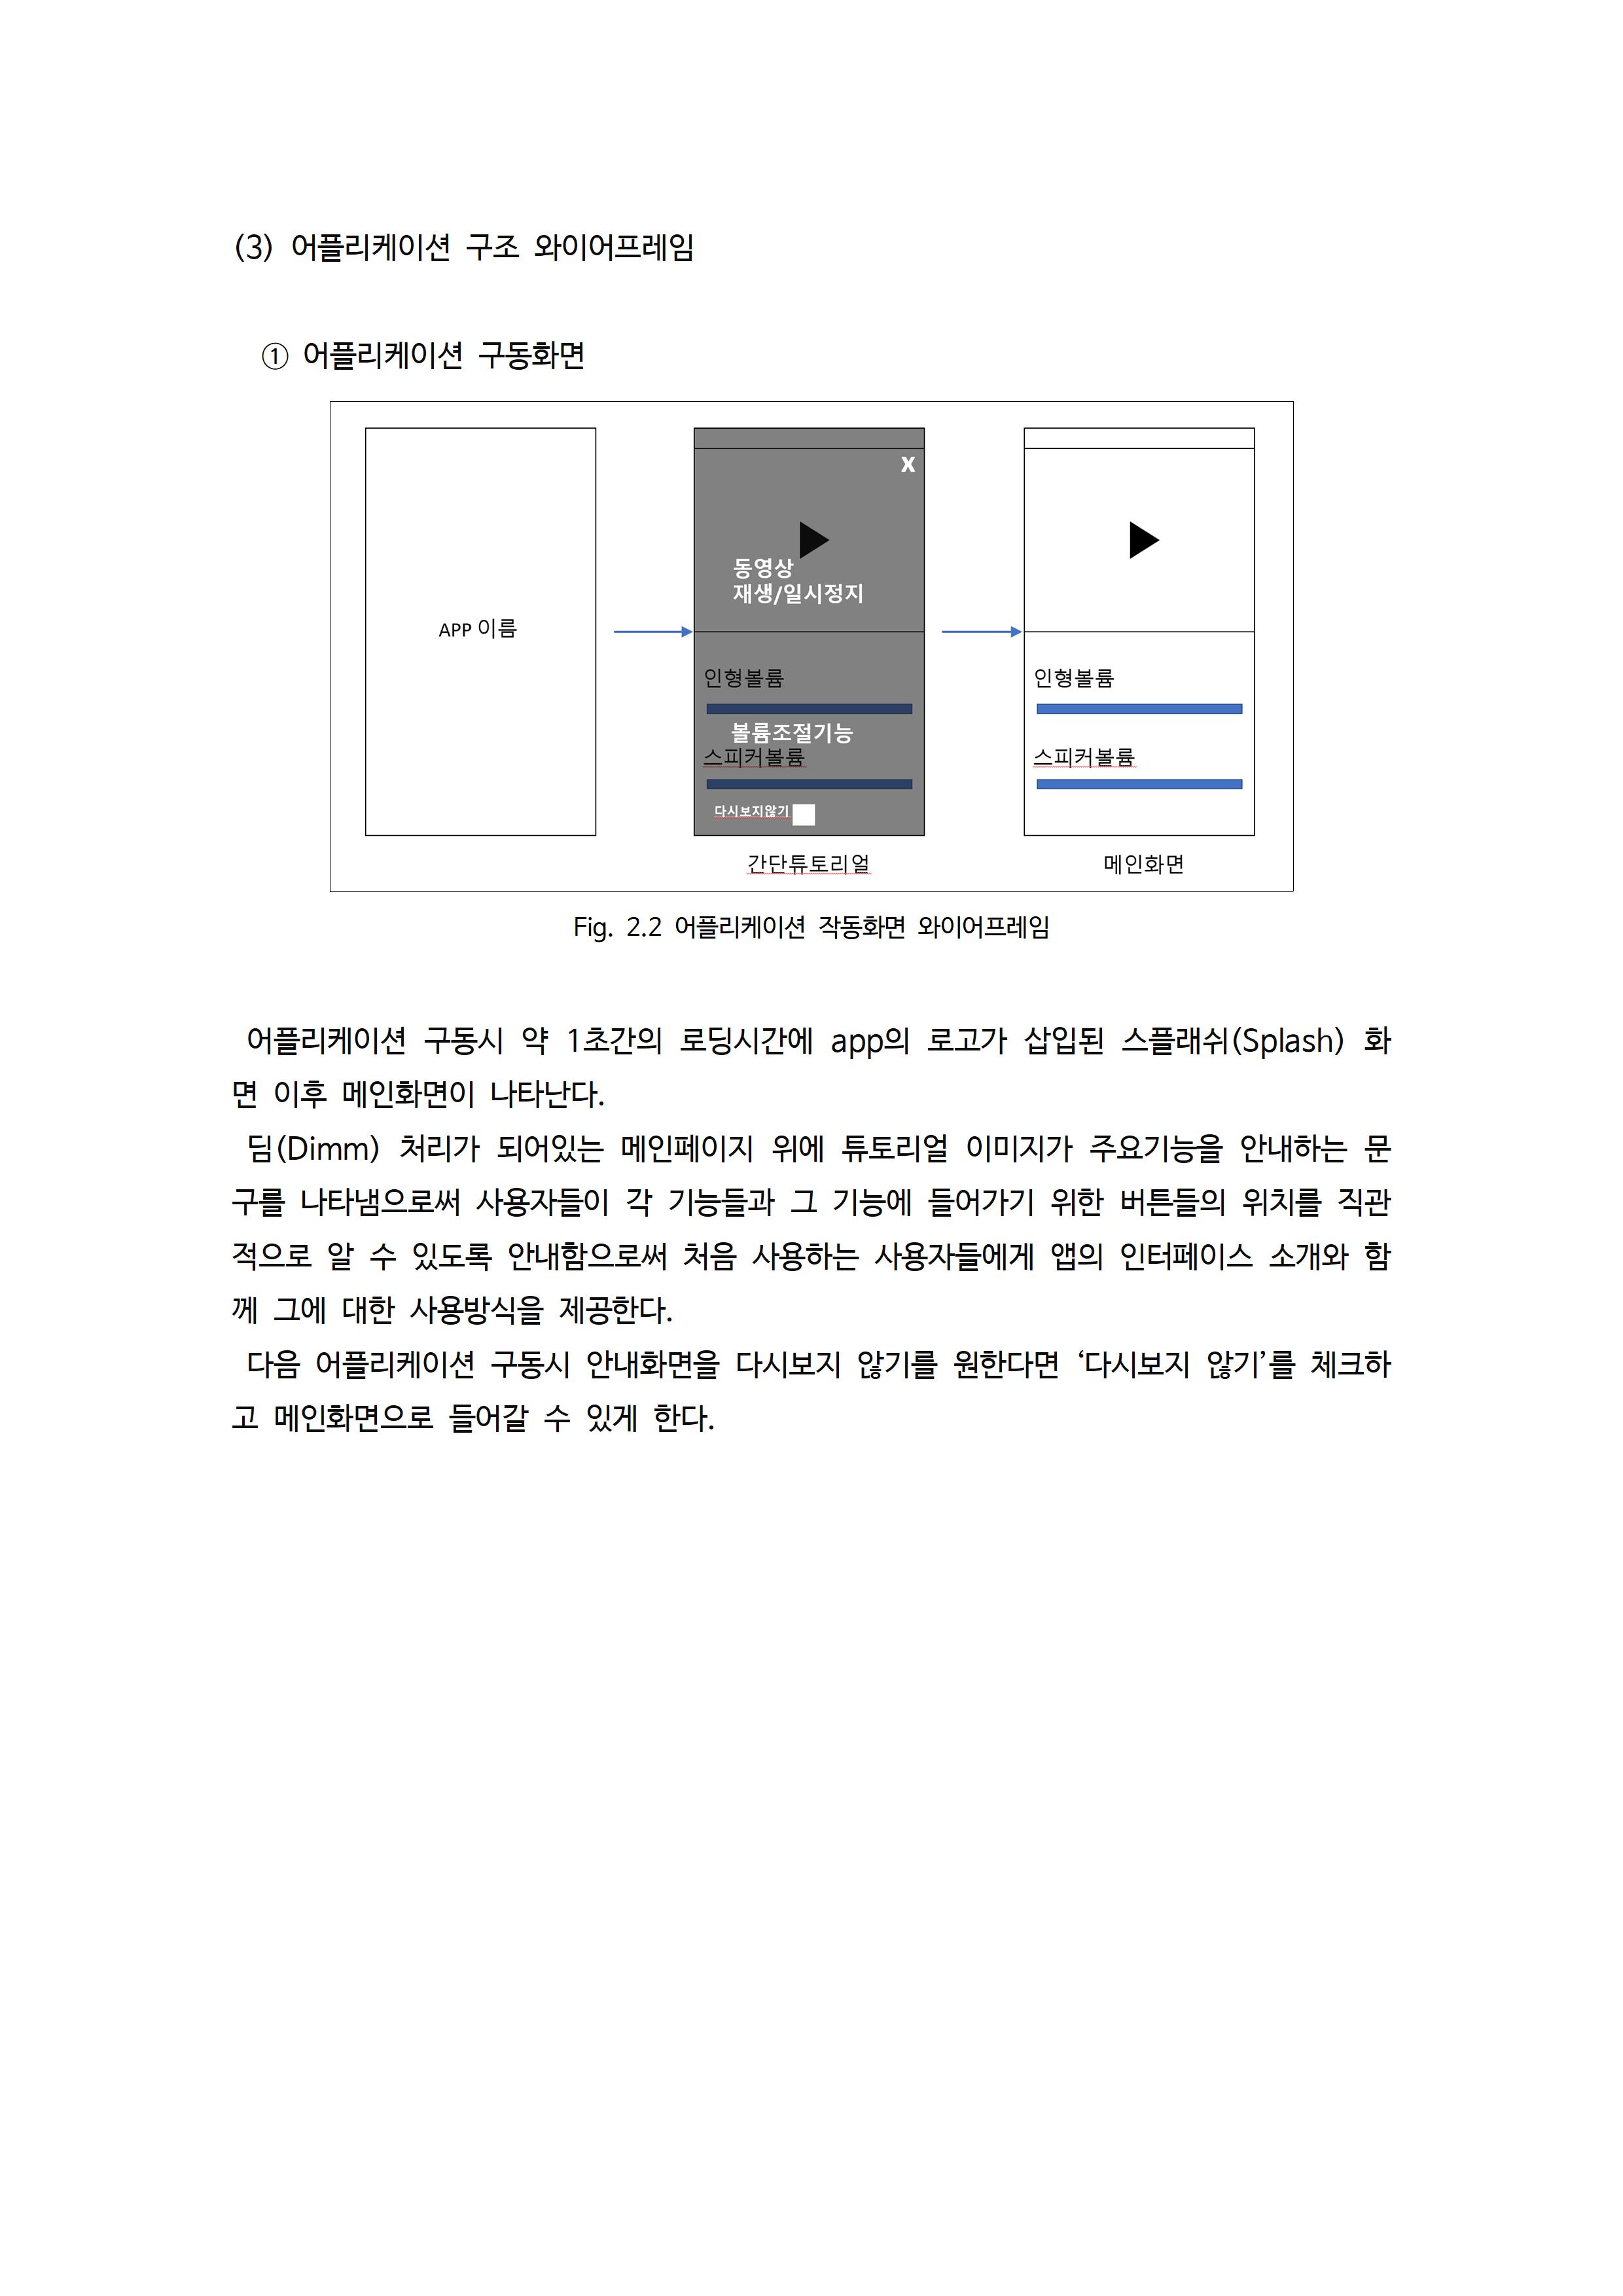 (3) 어플리케이션 구조 와이어프레임
① 어플리케이션 구동화면
APP 이름
X
동영상
재생/일시정지
인형볼륨
볼륨조절기능
스피커볼륨
다시보지않기
간단튜토리얼
인형볼륨
스피커볼륨
메인화면
Fig. 2.2 어플리케이션 작동화면 와이어프레임
어플리케이션 구동시 약 1초간의 로딩시간에 app의 로고가 삽입된 스플래쉬(Splash) 화
면 이후 메인화면이 나타난다.
딤(Dimm) 처리가 되어있는 메인페이지 위에 튜토리얼 이미지가 주요기능을 안내하는 문
구를 나타냄으로써 사용자들이 각 기능들과 그 기능에 들어가기 위한 버튼들의 위치를 직관
적으로 알 수 있도록 안내함으로써 처음 사용하는 사용자들에게 앱의 인터페이스 소개와 함
께 그에 대한 사용방식을 제공한다.
다음 어플리케이션 구동시 안내화면을 다시보지 않기를 원한다면 ‘다시보지 않기’를 체크하
고 메인화면으로 들어갈 수 있게 한다.